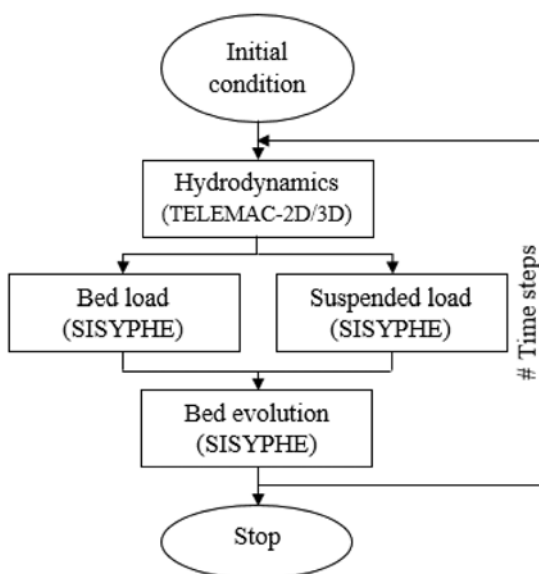 Initial
condition
Hydrodynamics
(TELEMAC-2D/3D)
Bed load
(SISYPHE)
Suspended load
(SISYPHE)
# Time steps
Bed evolution
(SISYPHE)
Stop